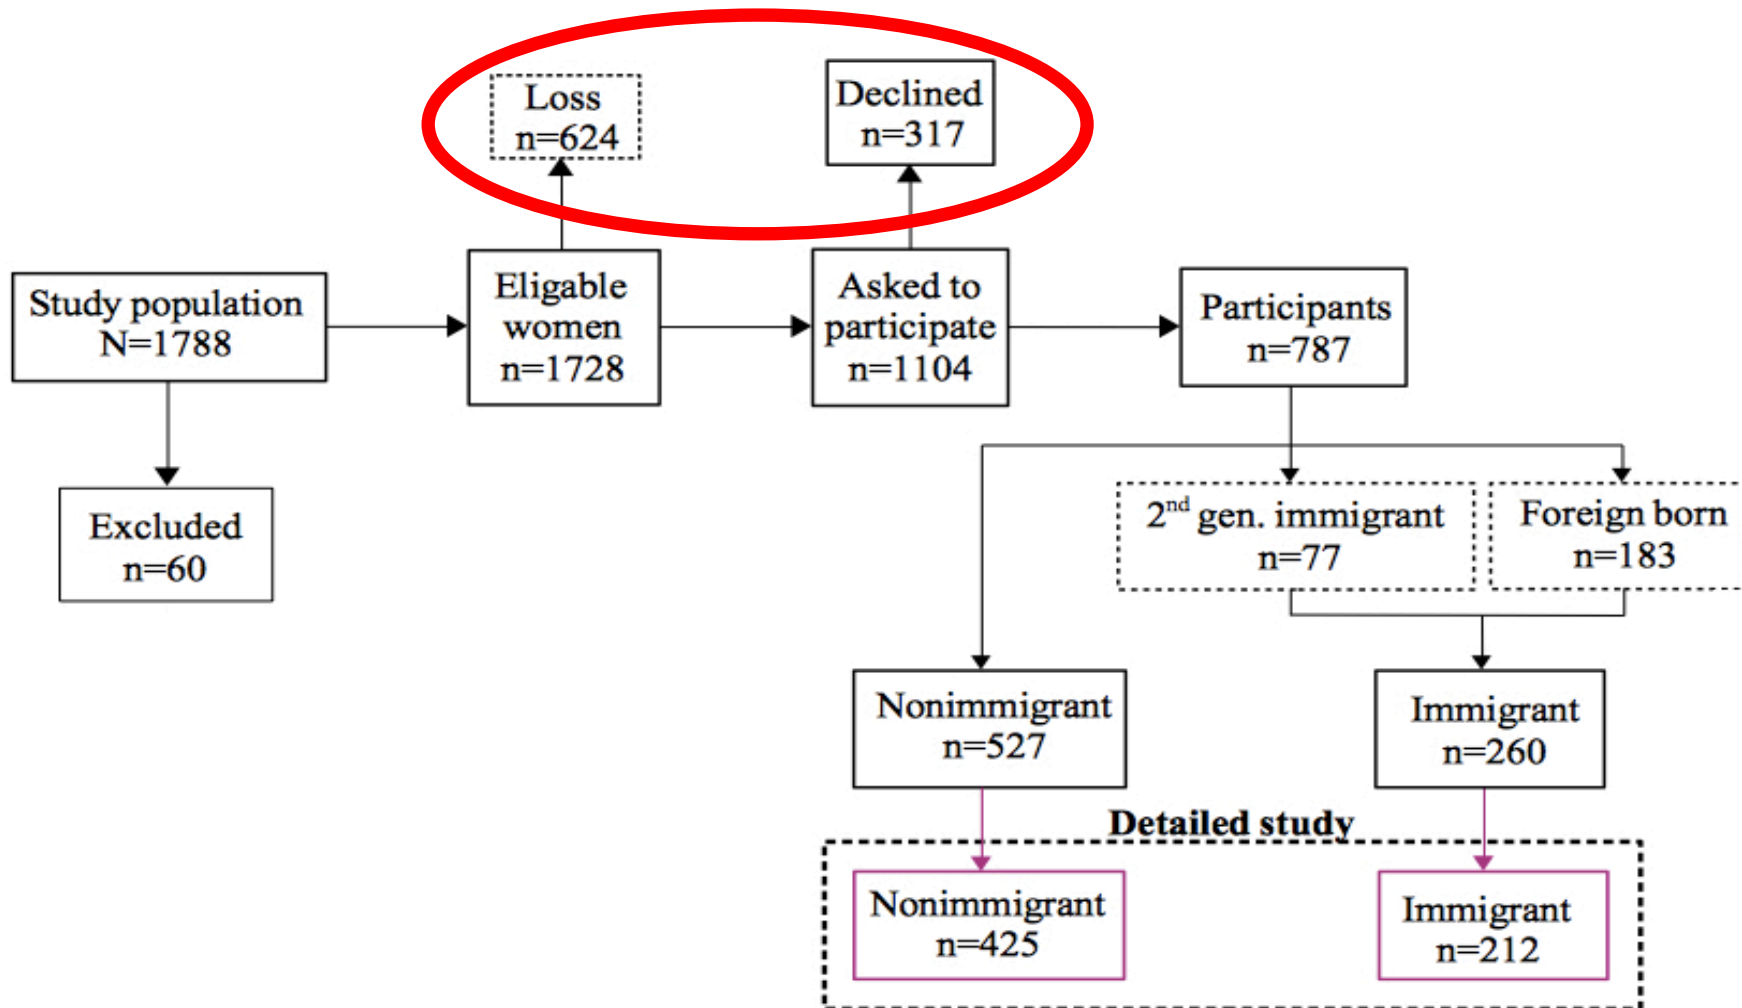 Loss
n=624
Declined
n=317
Study population
N=1788
Eligable
women
n=1728
Asked to
participate
n=1104
Participants
n=787
Excluded
n=60
2nd gen. immigrant
n=77
Foreign born
n=183
Nonimmigrant
n=527
Immigrant
n=260
Detailed study
Nonimmigrant
n=425
Immigrant
n=212